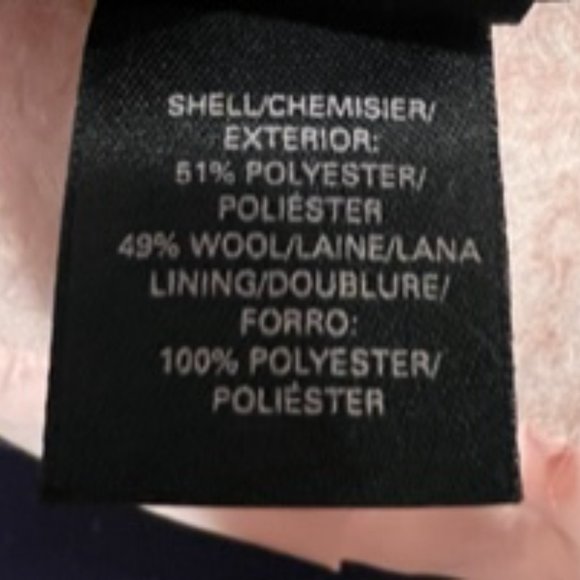 SHELL/CHEMISIER/
EXTERIOR:
51% POLYESTER/
POLIÉSTER
49% WOOL/LAINE/LANA
LINING/DOUBLURE/
FORRO:
100% POLYESTER/
POLIÉSTER